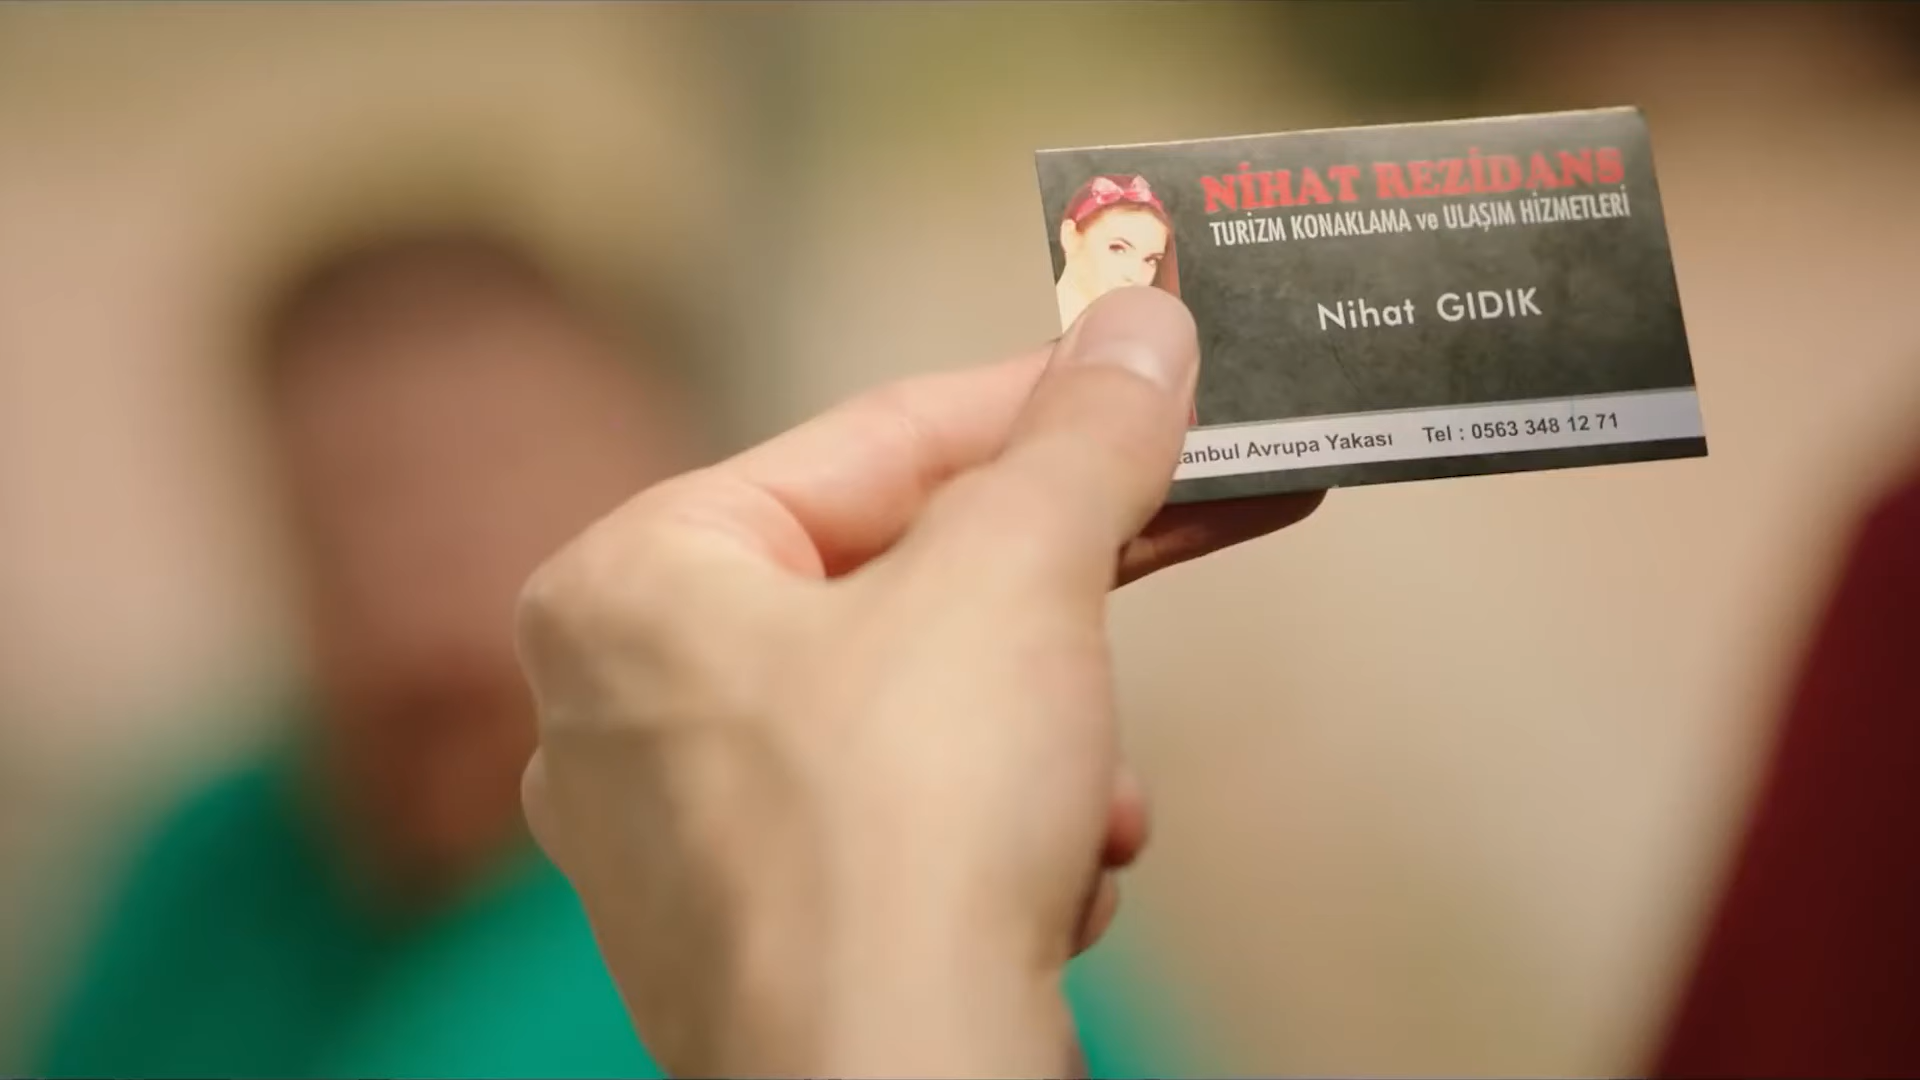 NİHAT REZİDANS
TURİZM KONAKLAMA ve ULAŞIM HİZMETLERİ
Nihat GIDIK
tanbul Avrupa Yakası Tel : 0563 348 12 71